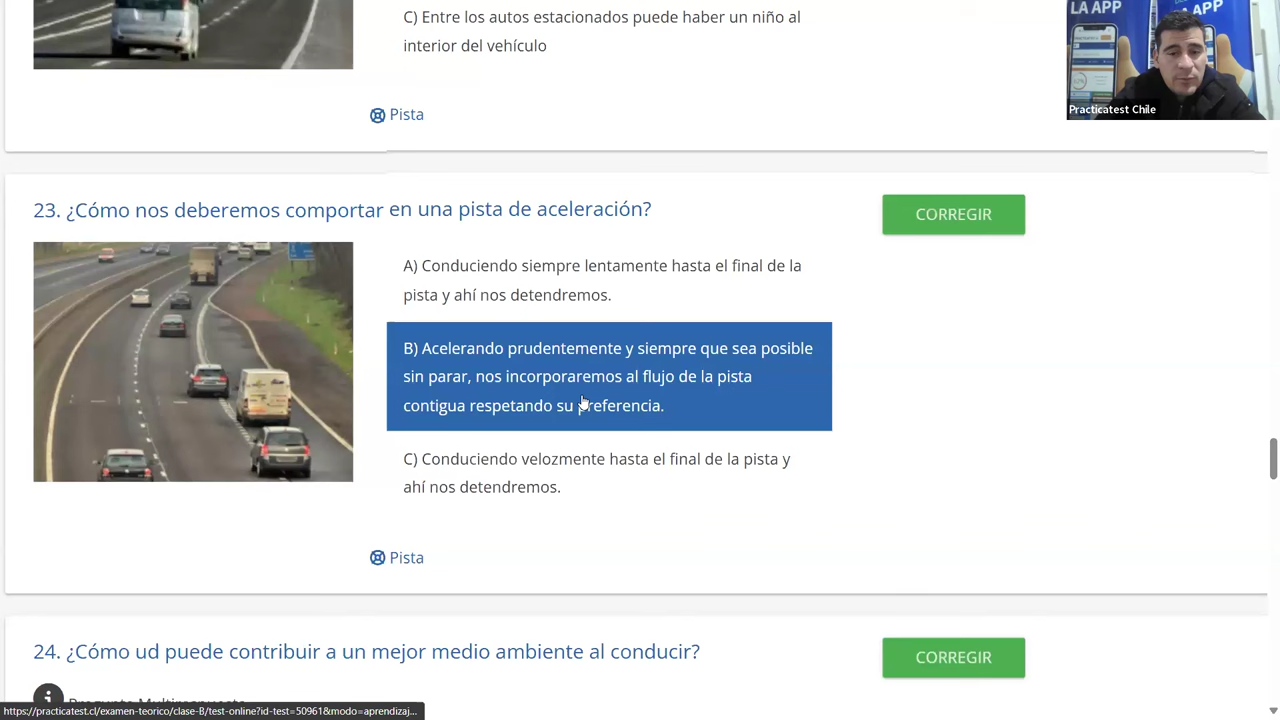 C) Entre los autos estacionados puede haber un niño al
interior del vehículo
LA APP
LA APP
Practicatest Chile
Pista
23. ¿Cómo nos deberemos comportar en una pista de aceleración?
CORREGIR
A) Conduciendo siempre lentamente hasta el final de la
pista y ahí nos detendremos.
B) Acelerando prudentemente y siempre que sea posible
sin parar, nos incorporaremos al flujo de la pista
contigua respetando su preferencia.
C) Conduciendo velozmente hasta el final de la pista y
ahí nos detendremos.
Pista
24. ¿Cómo ud puede contribuir a un mejor medio ambiente al conducir?
CORREGIR
Pregunta Multirespuesta
https://practicatest.cl/examen-teorico/clase-B/test-online?id-test=50961&modo=aprendizaj...